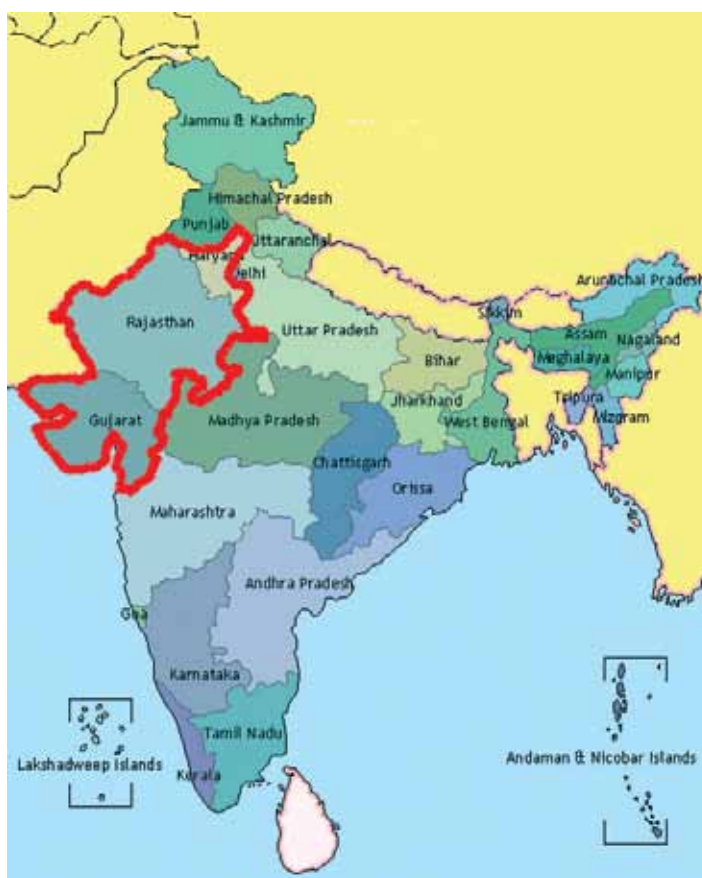 Jammu & Kashmir
Himachal Pradesh
Punjab
Uttaranchal
Haryana
Delhi
Arunachal Pradesh
Rajasthan
Uttar Pradesh
Sikkim
Assam
Nagaland
Bihar
Meghalaya
Manipur
Gujarat
Madhya Pradesh
Jharkhand
Tripura
Mizoram
West Bengal
Chattisgarh
Orissa
Maharashtra
Andhra Pradesh
Goa
Karnataka
Tamil Nadu
Lakshadweep Islands
Andaman & Nicobar Islands
Kerala